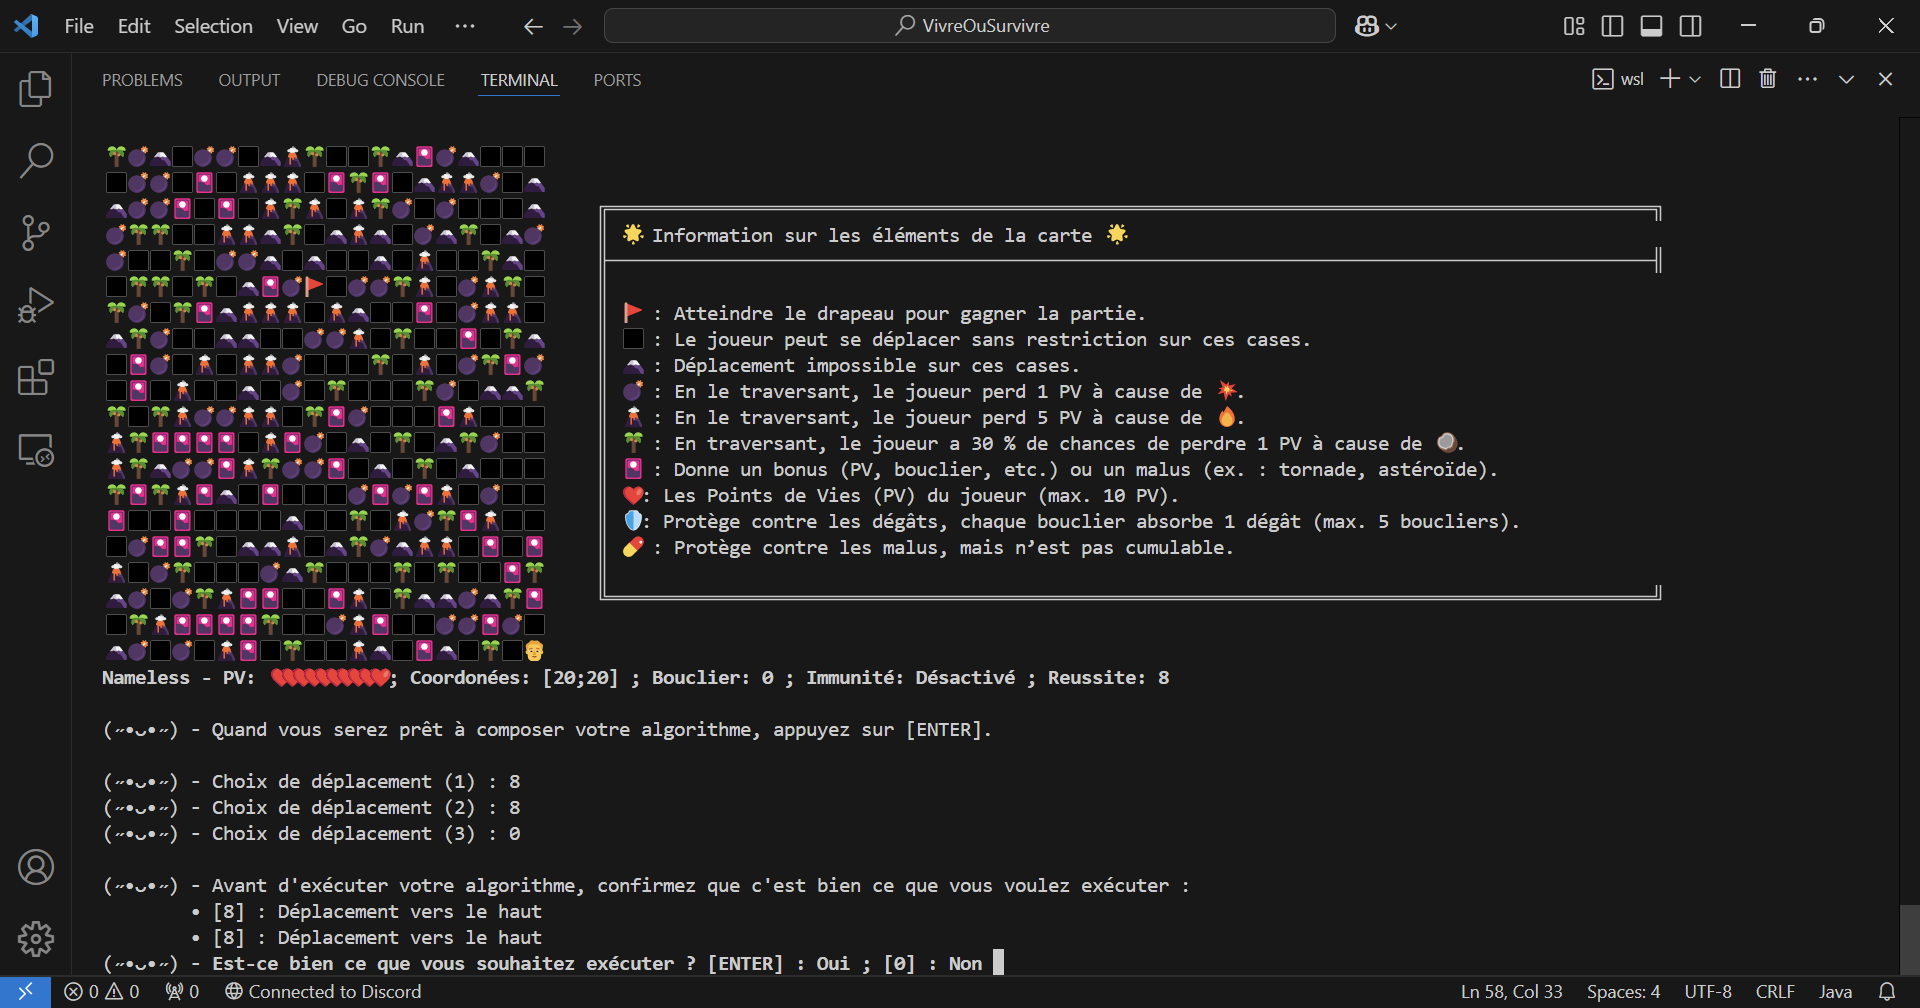 File Edit Selection View Go Run ··· VivreOuSurvivre
PROBLEMS OUTPUT DEBUG CONSOLE TERMINAL PORTS wsl
Information sur les éléments de la carte
: Atteindre le drapeau pour gagner la partie.
: Le joueur peut se déplacer sans restriction sur ces cases.
: Déplacement impossible sur ces cases.
: En le traversant, le joueur perd 1 PV à cause de 💥.
: En le traversant, le joueur perd 5 PV à cause de 🔥.
: En traversant, le joueur a 30 % de chances de perdre 1 PV à cause de 🪨.
: Donne un bonus (PV, bouclier, etc.) ou un malus (ex. : tornade, astéroïde).
: Les Points de Vies (PV) du joueur (max. 10 PV).
: Protège contre les dégâts, chaque bouclier absorbe 1 dégât (max. 5 boucliers).
: Protège contre les malus, mais n’est pas cumulable.
Nameless - PV: ❤❤❤❤❤❤❤❤❤❤; Coordonées: [20;20] ; Bouclier: 0 ; Immunité: Désactivé ; Reussite: 8
(˶•ᴗ•˶) - Quand vous serez prêt à composer votre algorithme, appuyez sur [ENTER].
(˶•ᴗ•˶) - Choix de déplacement (1) : 8
(˶•ᴗ•˶) - Choix de déplacement (2) : 8
(˶•ᴗ•˶) - Choix de déplacement (3) : 0
(˶•ᴗ•˶) - Avant d'exécuter votre algorithme, confirmez que c'est bien ce que vous voulez exécuter :
• [8] : Déplacement vers le haut
• [8] : Déplacement vers le haut
(˶•ᴗ•˶) - Est-ce bien ce que vous souhaitez exécuter ? [ENTER] : Oui ; [0] : Non
0 0 0 Connected to Discord Ln 58, Col 33 Spaces: 4 UTF-8 CRLF Java